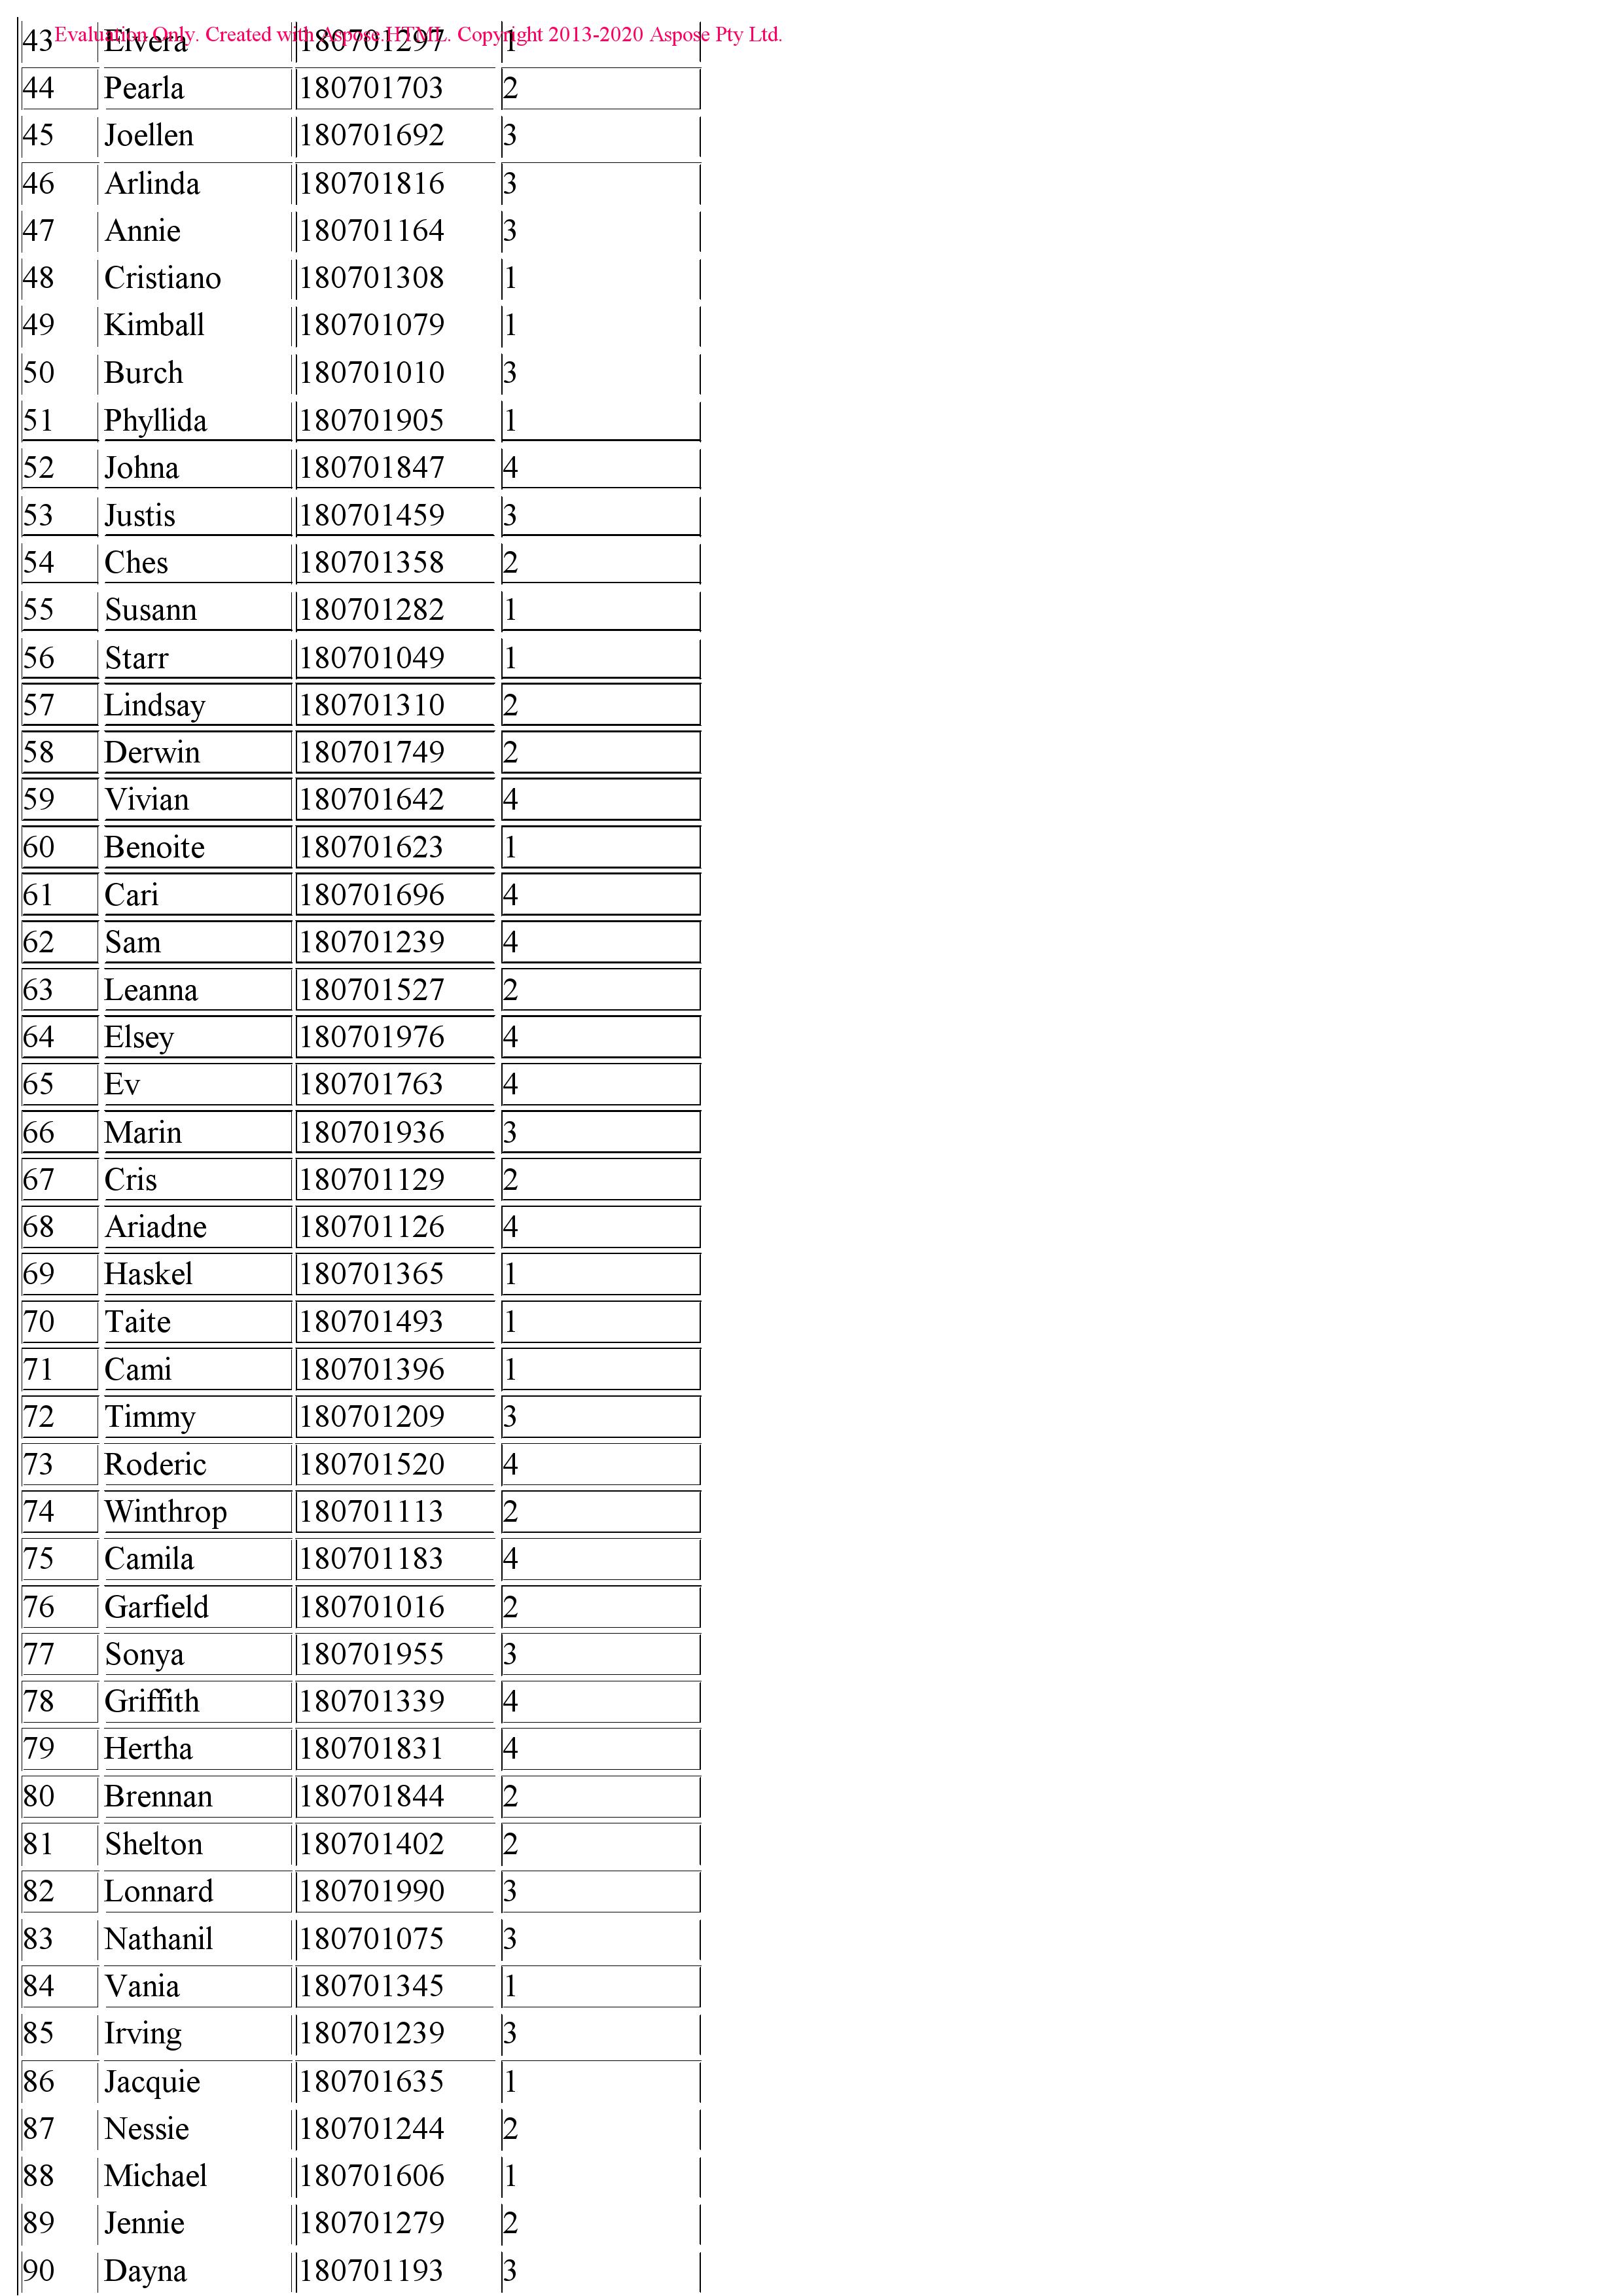 Evaluation Only. Created with Aspose.HTML. Copyright 2013-2020 Aspose Pty Ltd.
43 Elvera 180701297 1
44 Pearla 180701703 2
45 Joellen 180701692 3
46 Arlinda 180701816 3
47 Annie 180701164 3
48 Cristiano 180701308 1
49 Kimball 180701079 1
50 Burch 180701010 3
51 Phyllida 180701905 1
52 Johna 180701847 4
53 Justis 180701459 3
54 Ches 180701358 2
55 Susann 180701282 1
56 Starr 180701049 1
57 Lindsay 180701310 2
58 Derwin 180701749 2
59 Vivian 180701642 4
60 Benoite 180701623 1
61 Cari 180701696 4
62 Sam 180701239 4
63 Leanna 180701527 2
64 Elsey 180701976 4
65 Ev 180701763 4
66 Marin 180701936 3
67 Cris 180701129 2
68 Ariadne 180701126 4
69 Haskel 180701365 1
70 Taite 180701493 1
71 Cami 180701396 1
72 Timmy 180701209 3
73 Roderic 180701520 4
74 Winthrop 180701113 2
75 Camila 180701183 4
76 Garfield 180701016 2
77 Sonya 180701955 3
78 Griffith 180701339 4
79 Hertha 180701831 4
80 Brennan 180701844 2
81 Shelton 180701402 2
82 Lonnard 180701990 3
83 Nathanil 180701075 3
84 Vania 180701345 1
85 Irving 180701239 3
86 Jacquie 180701635 1
87 Nessie 180701244 2
88 Michael 180701606 1
89 Jennie 180701279 2
90 Dayna 180701193 3